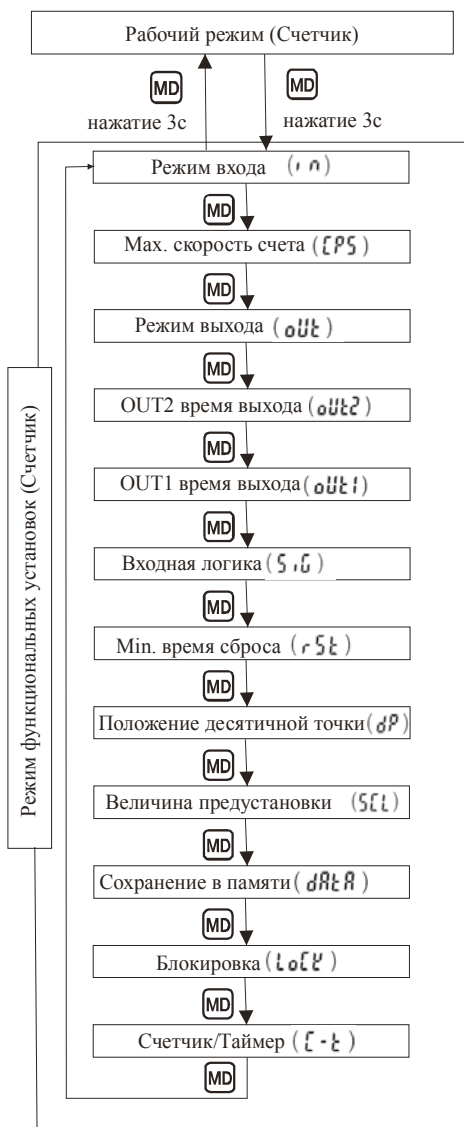 Рабочий режим (Счетчик)
MD MD
нажатие 3с нажатие 3с
Режим входа (in)
MD
Max. скорость счета (CPS)
MD
Режим выхода (oUt)
MD
OUT2 время выхода (oUt2)
MD
OUT1 время выхода (oUt1)
MD
Входная логика (SiG)
MD
Min. время сброса (rSt)
MD
Положение десятичной точки (dP)
MD
Величина предустановки (SCL)
MD
Сохранение в памяти (dAtA)
MD
Блокировка (LoCK)
MD
Счетчик/Таймер (C-t)
MD
Режим функциональных установок (Счетчик)